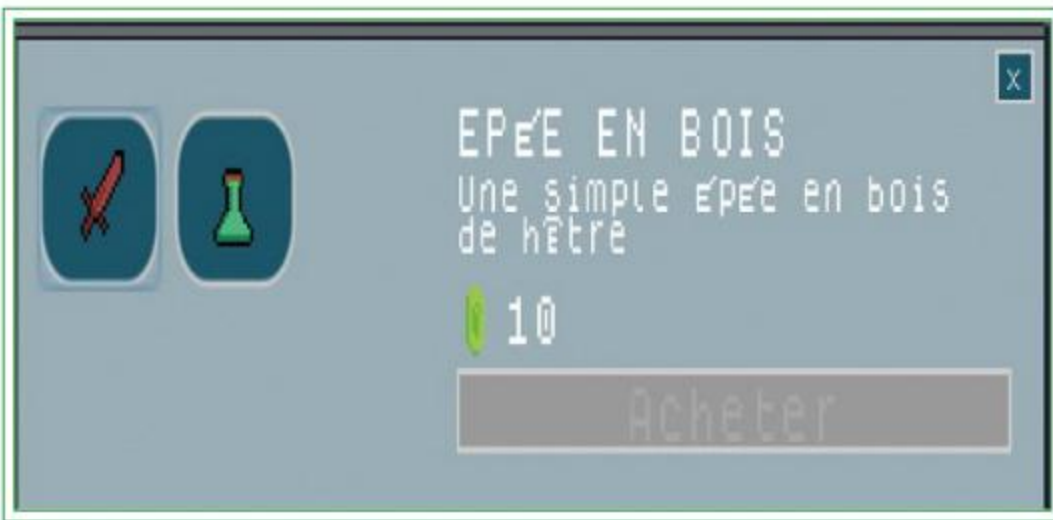 x
EPÉE EN BOIS
Une simple épée en bois
de hêtre
10
Acheter